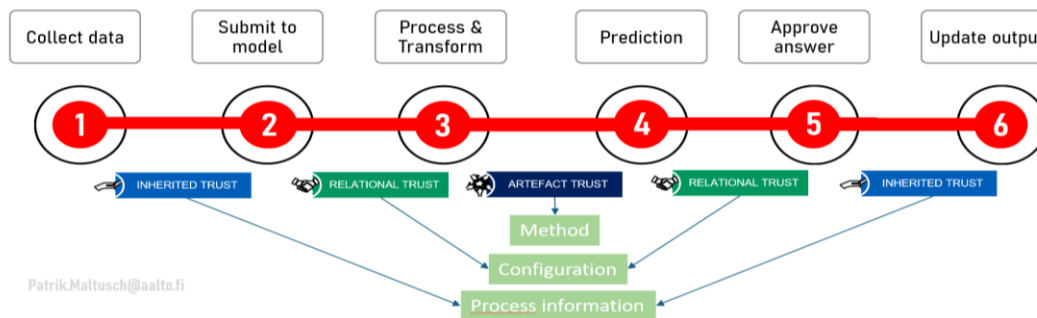 Collect data
Submit to
model
Process &
Transform
Prediction
Approve
answer
Update output
1
2
3
4
5
6
INHERITED TRUST
RELATIONAL TRUST
ARTEFACT TRUST
RELATIONAL TRUST
INHERITED TRUST
Method
Configuration
Process information
Patrik.Maltusch@aalto.fi